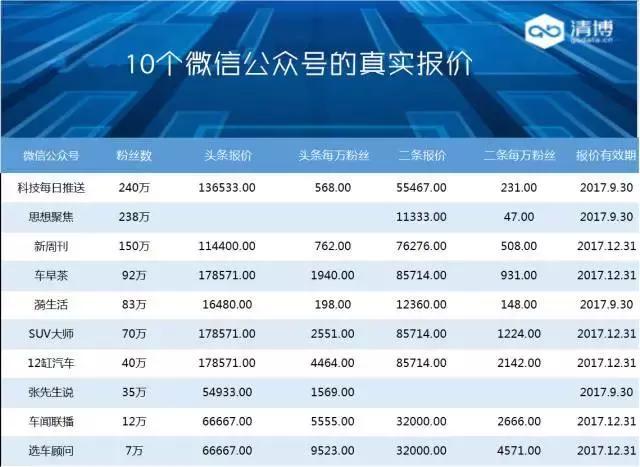 清博
gsdata.cn
10个微信公众号的真实报价
微信公众号 粉丝数 头条报价 头条每万粉丝 二条报价 二条每万粉丝 报价有效期
科技每日推送 240万 136533.00 568.00 55467.00 231.00 2017.9.30
思想聚焦 238万 11333.00 47.00 2017.9.30
新周刊 150万 114400.00 762.00 76276.00 508.00 2017.12.31
车早茶 92万 178571.00 1940.00 85714.00 931.00 2017.12.31
漪生活 83万 16480.00 198.00 12360.00 148.00 2017.9.30
SUV大师 70万 178571.00 2551.00 85714.00 1224.00 2017.12.31
12缸汽车 40万 178571.00 4464.00 85714.00 2142.00 2017.12.31
张先生说 35万 54933.00 1569.00 2017.9.30
车闻联播 12万 66667.00 5555.00 32000.00 2666.00 2017.12.31
选车顾问 7万 66667.00 9523.00 32000.00 4571.00 2017.12.31